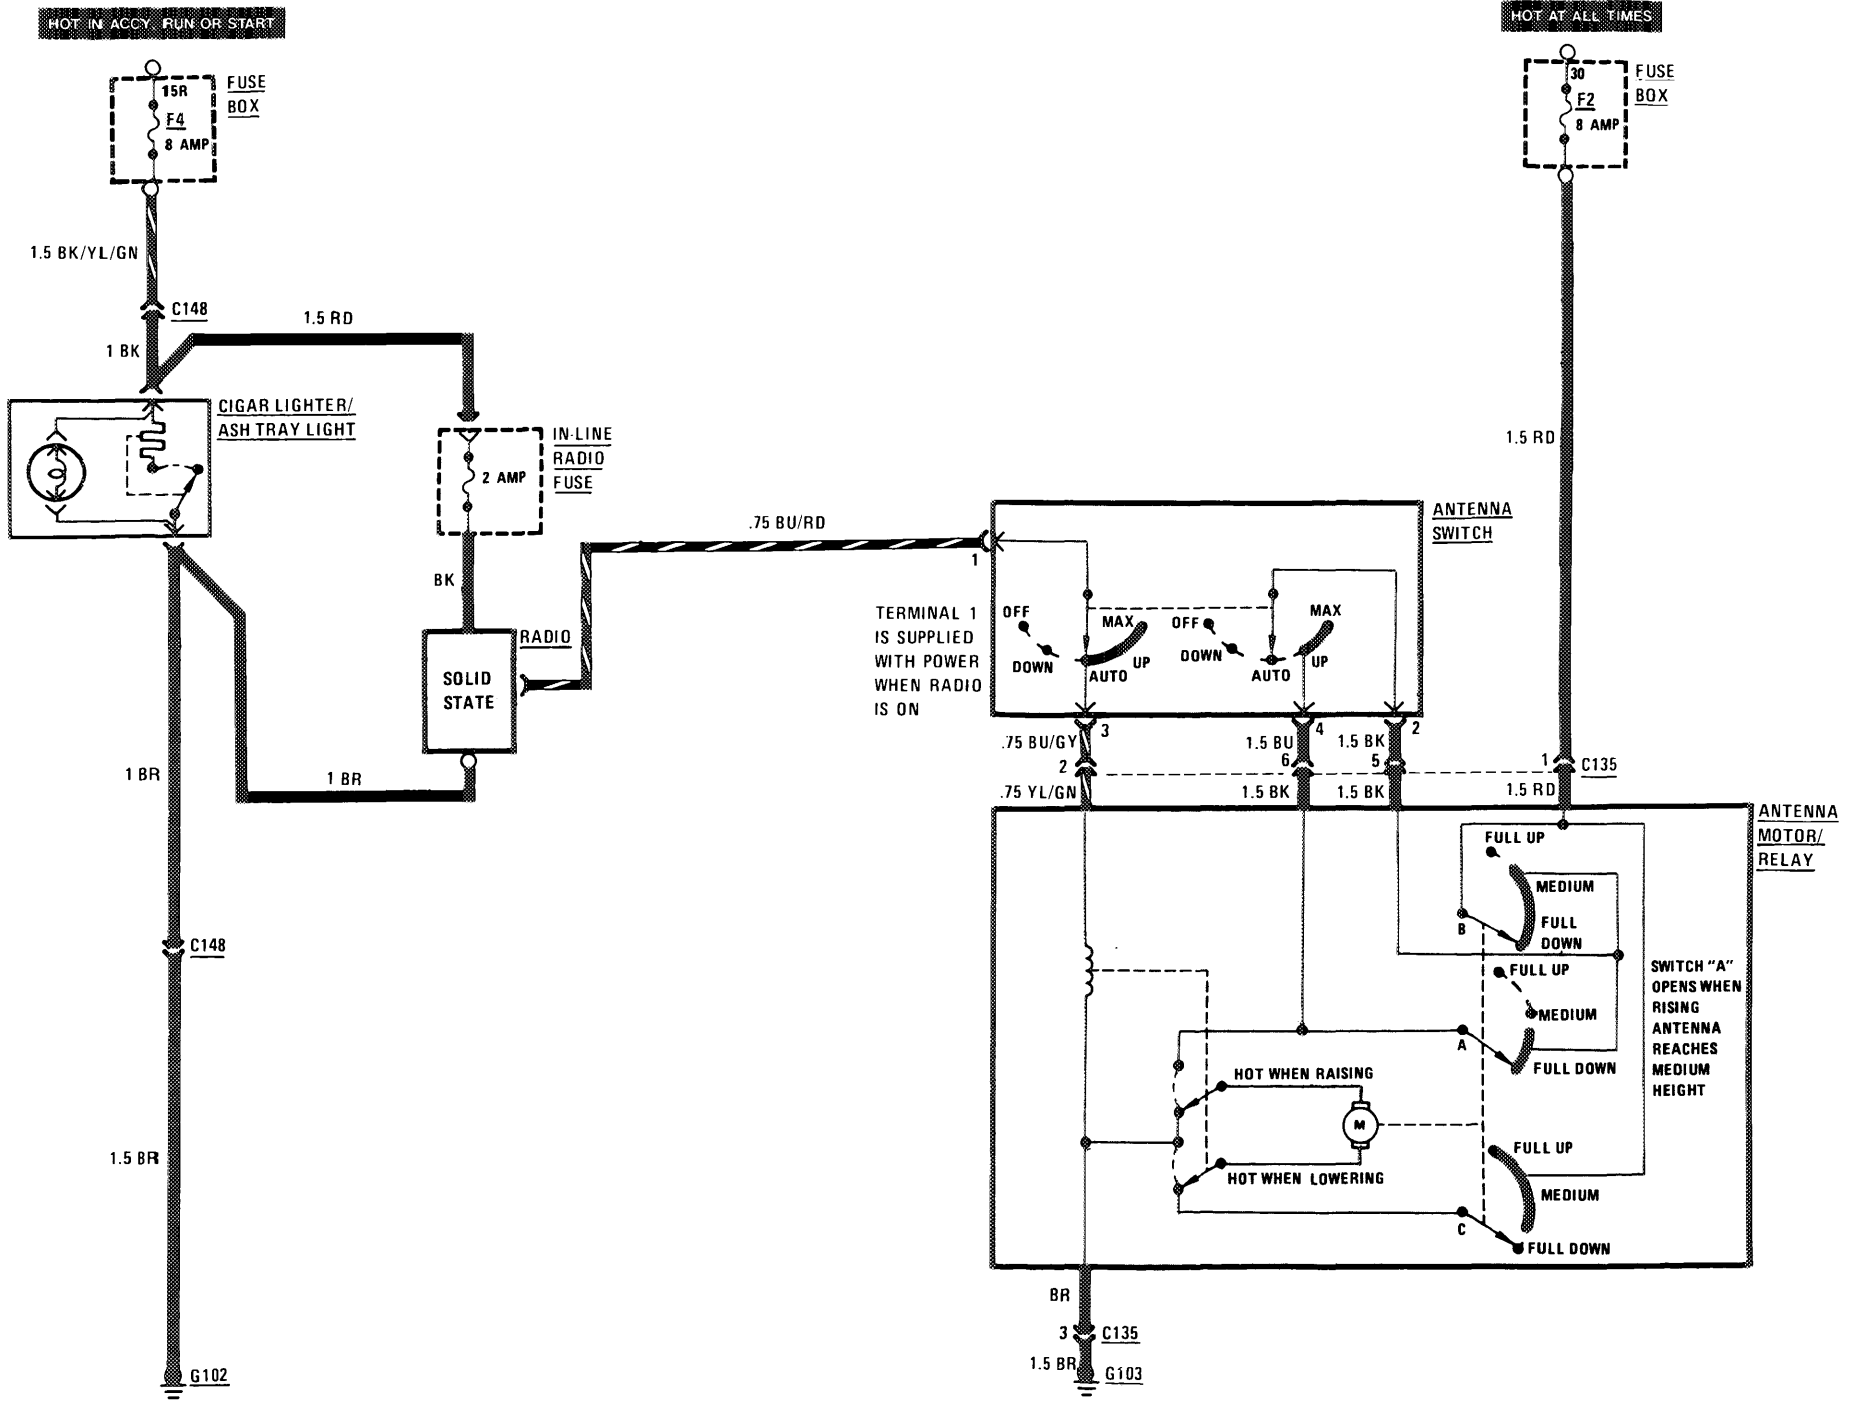 HOT IN ACCY RUN OR START
HOT AT ALL TIMES
15R
F4
8 AMP
FUSE
BOX
30
F2
8 AMP
FUSE
BOX
1.5 BK/YL/GN
C148
1.5 RD
1 BK
CIGAR LIGHTER/
ASH TRAY LIGHT
IN-LINE
RADIO
FUSE
2 AMP
1.5 RD
BK
.75 BU/RD
1
ANTENNA
SWITCH
RADIO
SOLID
STATE
TERMINAL 1
IS SUPPLIED
WITH POWER
WHEN RADIO
IS ON
OFF
DOWN
MAX
UP
AUTO
OFF
DOWN
MAX
UP
AUTO
3
4
2
.75 BU/GY
1.5 BU
1.5 BK
2
6
5
1
C135
.75 YL/GN
1.5 BK
1.5 BK
1.5 RD
1 BR
1 BR
ANTENNA
MOTOR/
RELAY
FULL UP
MEDIUM
B
FULL
DOWN
FULL UP
MEDIUM
A
FULL DOWN
SWITCH "A"
OPENS WHEN
RISING
ANTENNA
REACHES
MEDIUM
HEIGHT
C148
HOT WHEN RAISING
M
HOT WHEN LOWERING
FULL UP
MEDIUM
C
FULL DOWN
1.5 BR
BR
3
C135
1.5 BR
G103
G102